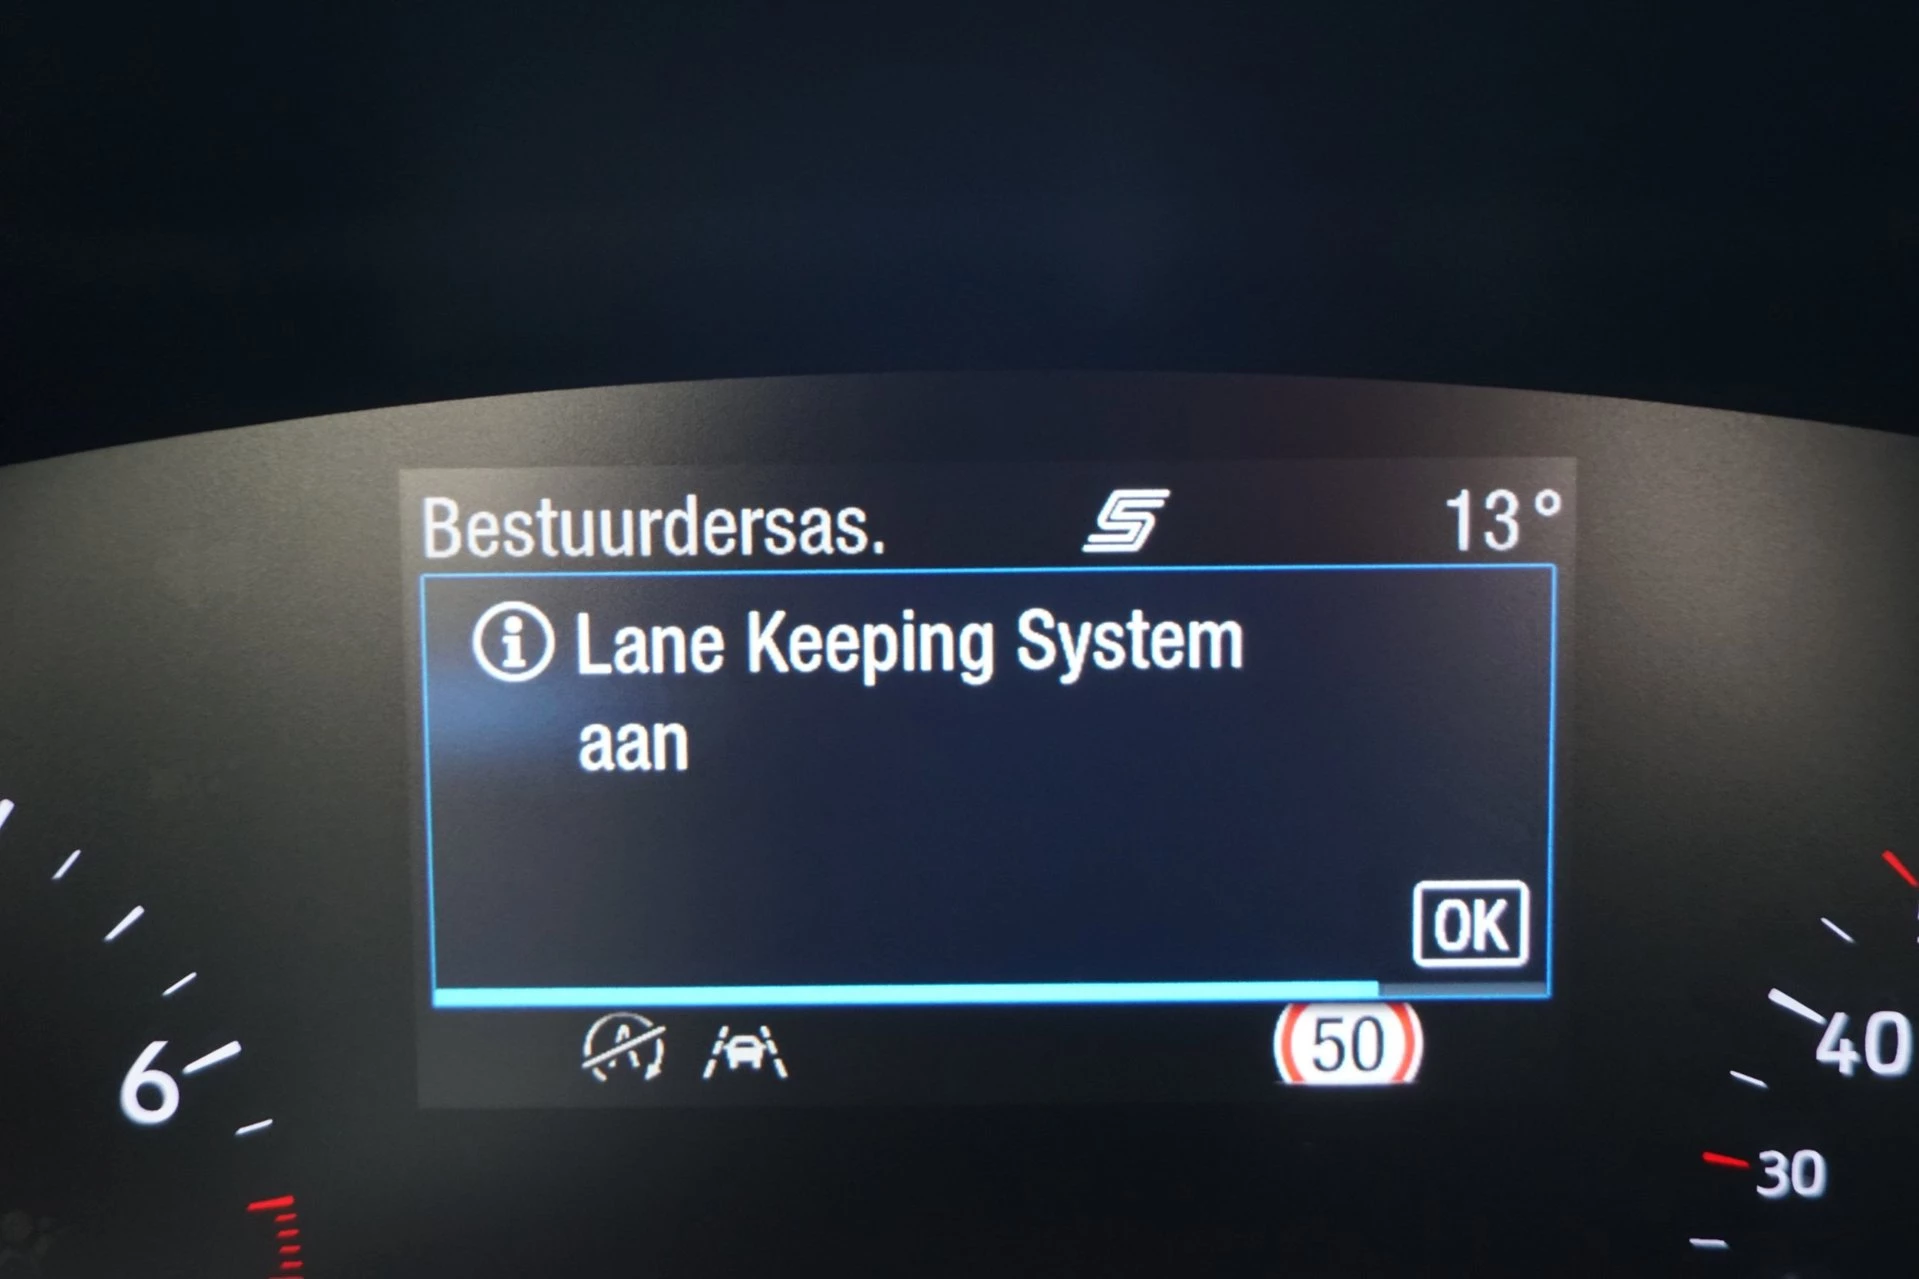 Bestuurdersas.
13°
Lane Keeping System
aan
OK
A
50
6
40
30